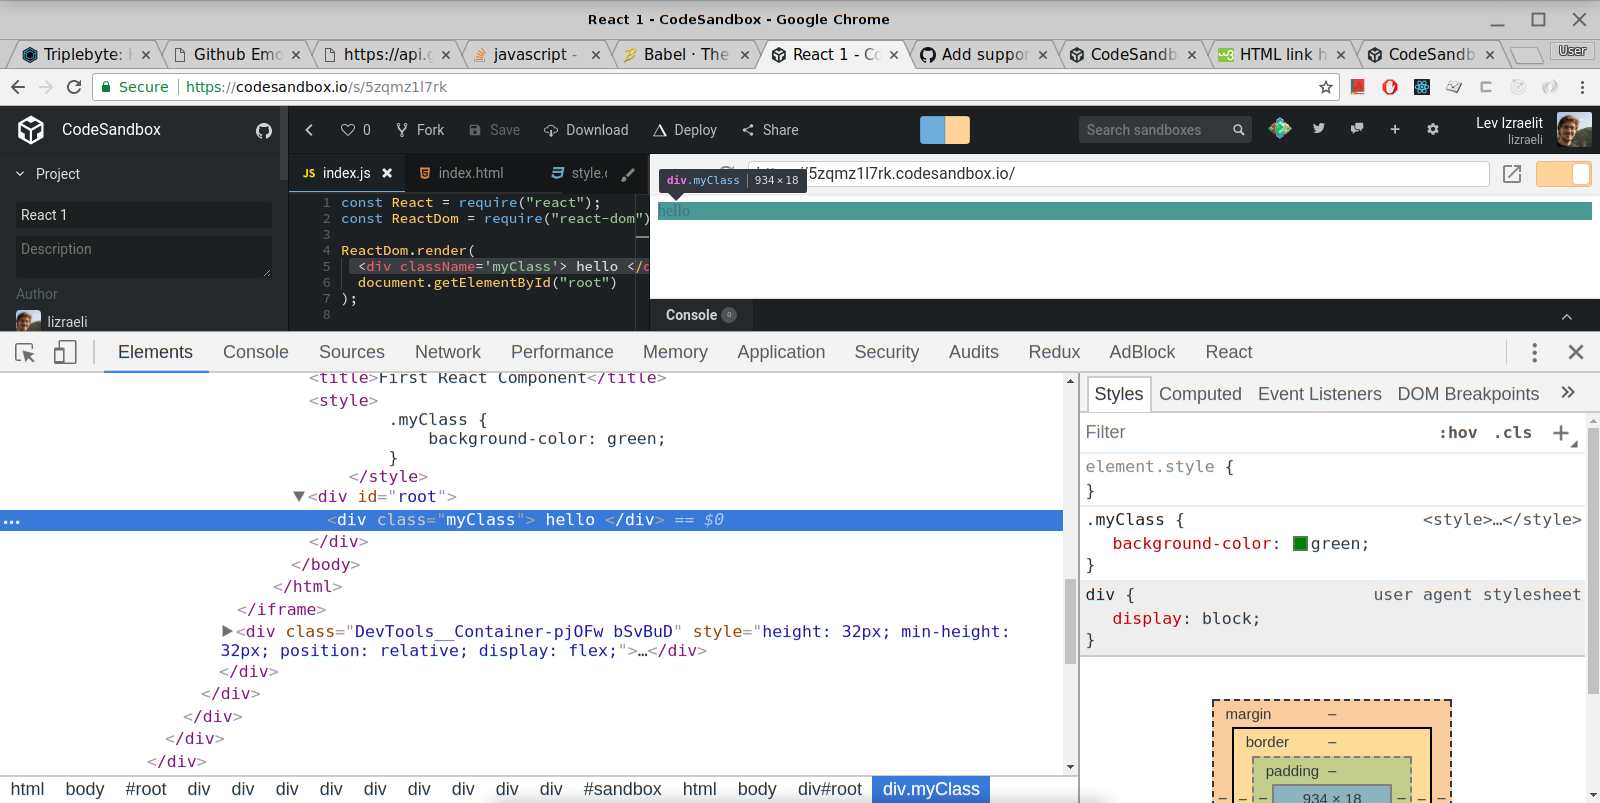 React 1 - CodeSandbox - Google Chrome
Triplebyte: Github Emo https://api.g javascript - Babel · The React 1 - Co Add suppor CodeSandb HTML link h CodeSandb User
Secure https://codesandbox.io/s/5zqmz1l7rk
CodeSandbox 0 Fork Save Download Deploy Share Search sandboxes Lev Izraelit
lizraeli
Project index.js index.html style.c 5zqmz1l7rk.codesandbox.io/
div.myClass 934 × 18
React 1
Description
Author
lizraeli
1 const React = require("react");
2 const ReactDom = require("react-dom")
3
4 ReactDom.render(
5 <div className='myClass'> hello </d
6 document.getElementById("root")
7 );
8
hello
Console 0
Elements Console Sources Network Performance Memory Application Security Audits Redux AdBlock React
<title>First React Component</title>
<style>
.myClass {
background-color: green;
}
</style>
▼<div id="root">
... <div class="myClass"> hello </div> == $0
</div>
</body>
</html>
</iframe>
▶<div class="DevTools__Container-pjOFw bSvBuD" style="height: 32px; min-height:
32px; position: relative; display: flex;">…</div>
</div>
</div>
</div>
</div>
</div>
html body #root div div div div div div div div div #sandbox html body div#root div.myClass
Styles Computed Event Listeners DOM Breakpoints »
Filter :hov .cls +
element.style {
}
.myClass { <style>…</style>
background-color: green;
}
div { user agent stylesheet
display: block;
}
margin –
border –
padding –
– – – 934 × 18 – – –